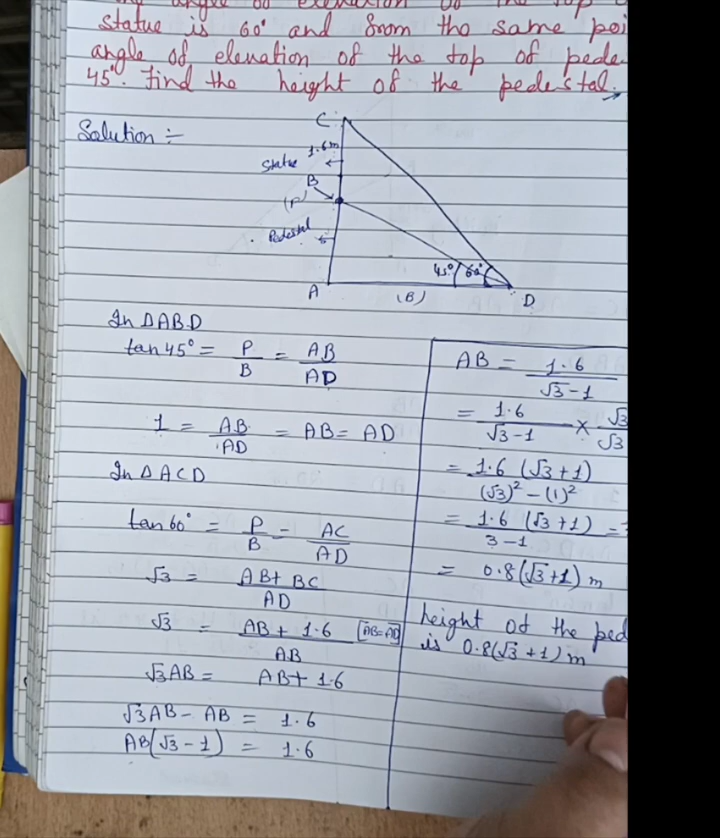 statue is 60° and from the same
angle of elevation of the top of
45°. find the height of the pedestal.
Solution :-
C
1.6m
statue
B
(P)
Pedestal
45° 60°
A (B) D
In ΔABD
tan 45° = P/B = AB/AD
1 = AB/AD = AB = AD
In ΔACD
tan 60° = P/B = AC/AD
√3 = AB + BC/AD
√3 = AB + 1.6/AB [AB=AD]
√3AB = AB + 1.6
√3AB - AB = 1.6
AB(√3 - 1) = 1.6
AB = 1.6/√3-1
= 1.6/√3-1 × √3/√3
= 1.6 (√3+1)/(√3)² - (1)²
= 1.6 (√3+1)/3-1 =
= 0.8(√3+1) m
height of the
is 0.8(√3+1) m